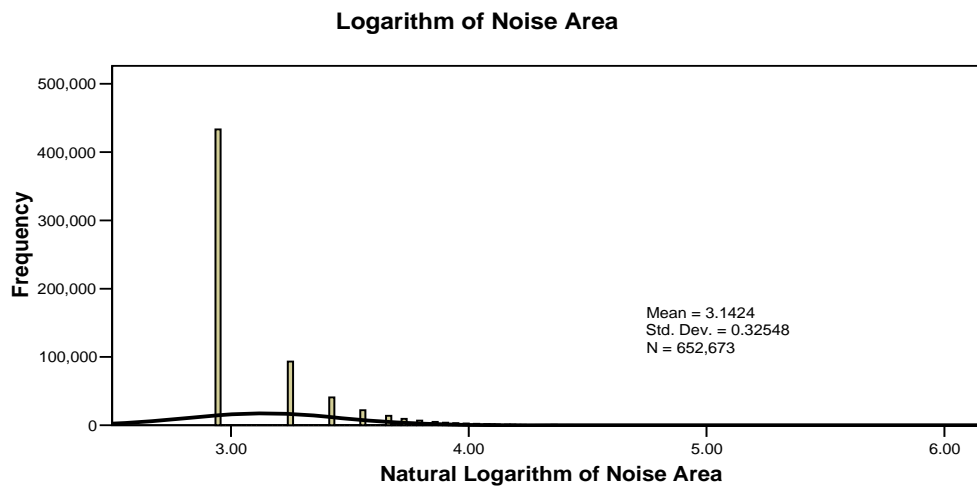 Logarithm of Noise Area
500,000
400,000
300,000
200,000
100,000
0
Frequency
Mean = 3.1424
Std. Dev. = 0.32548
N = 652,673
3.00 4.00 5.00 6.00
Natural Logarithm of Noise Area